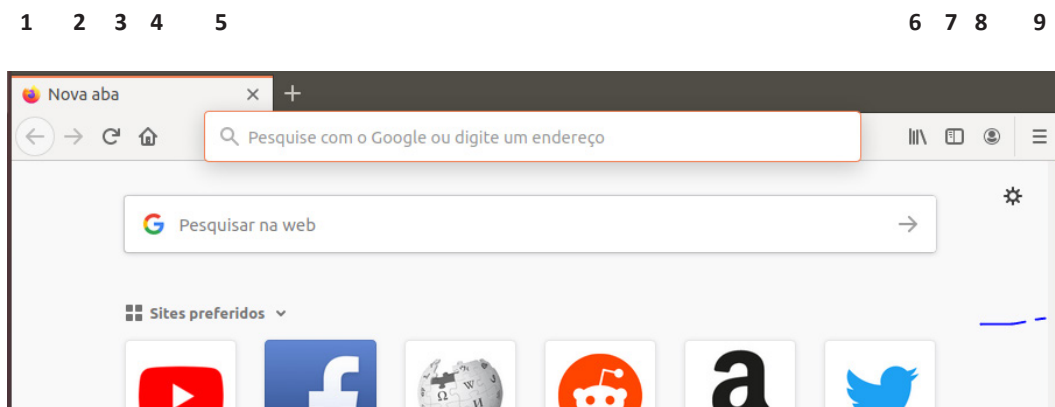 1 2 3 4 5 6 7 8 9
Nova aba
Pesquise com o Google ou digite um endereço
Pesquisar na web
Sites preferidos
W
Ω
И
a